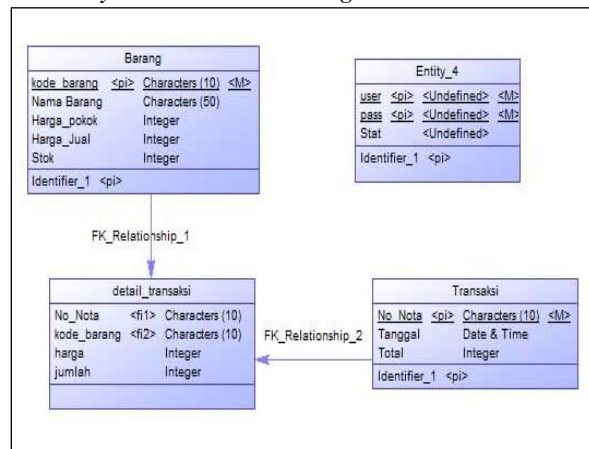 Barang
kode_barang <pi> Characters (10) <M>
Nama Barang Characters (50)
Harga_pokok Integer
Harga_Jual Integer
Stok Integer
Identifier_1 <pi>
Entity_4
user <pi> <Undefined> <M>
pass <pi> <Undefined> <M>
Stat <Undefined>
Identifier_1 <pi>
FK_Relationship_1
detail_transaksi
No_Nota <fi1> Characters (10)
kode_barang <fi2> Characters (10)
harga Integer
jumlah Integer
FK_Relationship_2
Transaksi
No_Nota <pi> Characters (10) <M>
Tanggal Date & Time
Total Integer
Identifier_1 <pi>